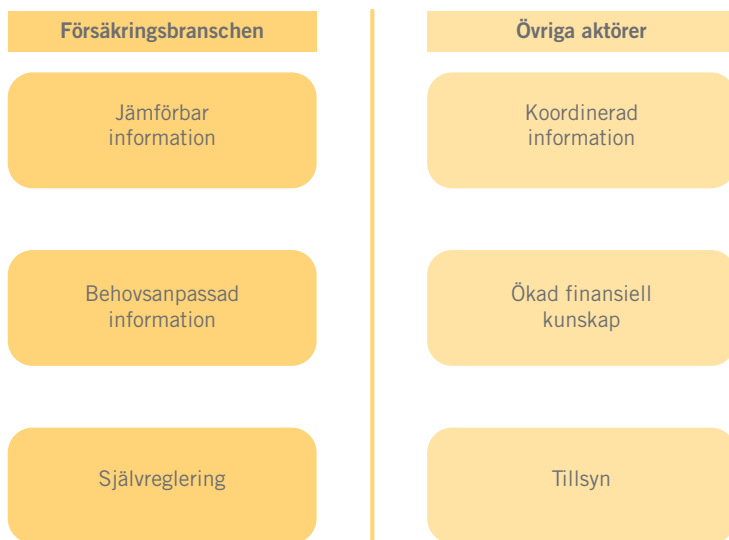 Försäkringsbranschen
Jämförbar
information
Behovsanpassad
information
Självreglering
Övriga aktörer
Koordinerad
information
Ökad finansiell
kunskap
Tillsyn